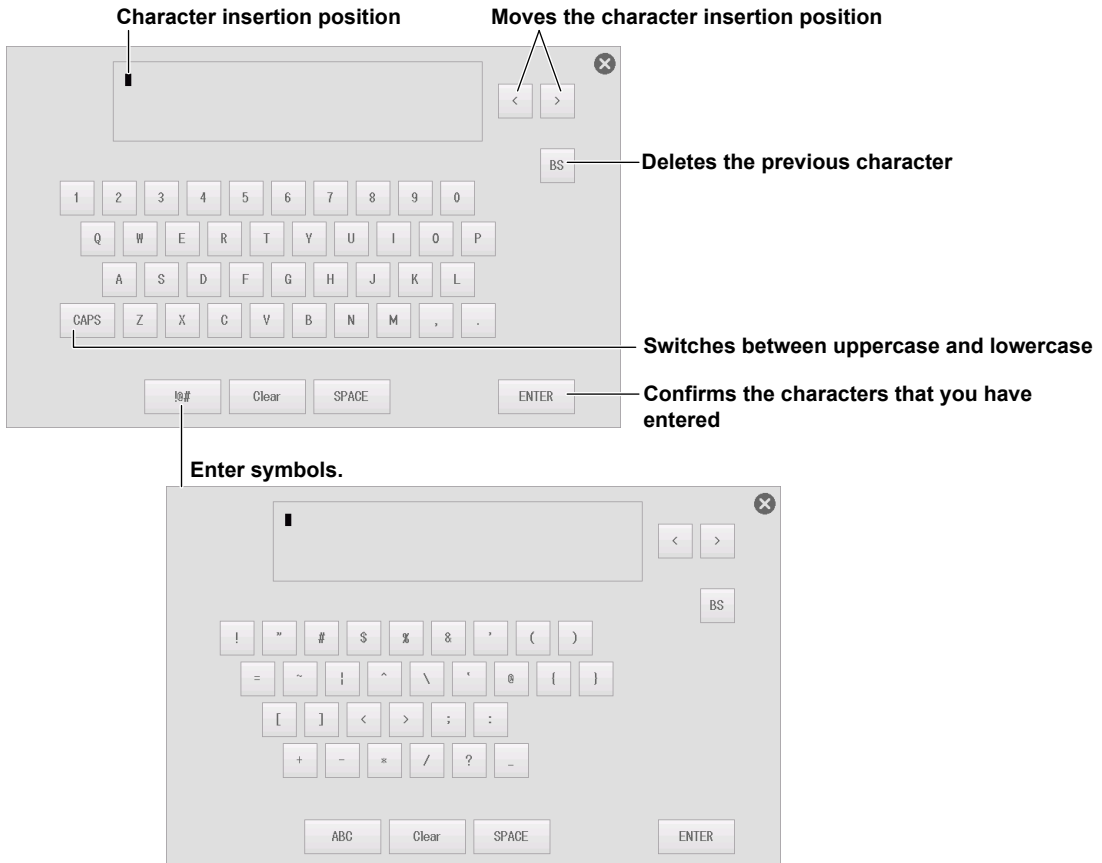 Character insertion position
Moves the character insertion position
< >
BS
Deletes the previous character
1 2 3 4 5 6 7 8 9 0
Q W E R T Y U I O P
A S D F G H J K L
CAPS Z X C V B N M , .
Switches between uppercase and lowercase
!@# Clear SPACE ENTER
Confirms the characters that you have
entered
Enter symbols.
< >
BS
! " # $ % & ' ( )
= ~ ¦ ^ \ ` @ { }
[ ] < > ; :
+ - * / ? _
ABC Clear SPACE ENTER